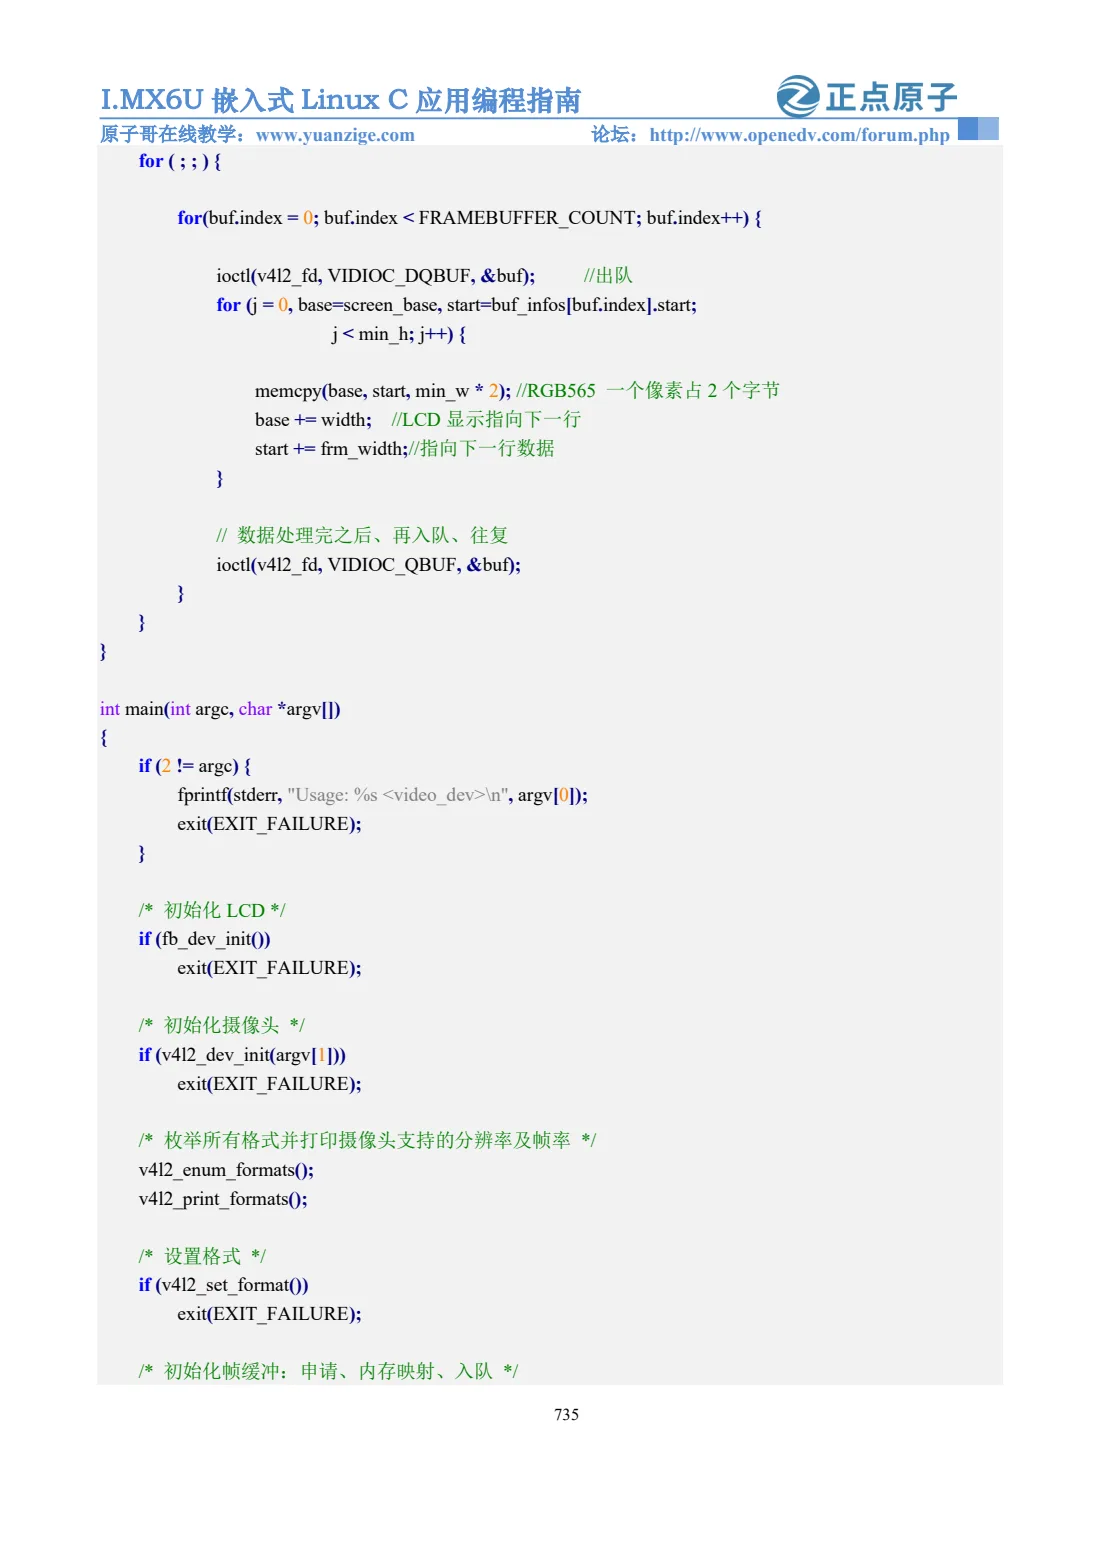 I.MX6U 嵌入式 Linux C 应用编程指南
正点原子
原子哥在线教学：www.yuanzige.com 论坛：http://www.openedv.com/forum.php
for ( ; ; ) {
for(buf.index = 0; buf.index < FRAMEBUFFER_COUNT; buf.index++) {
ioctl(v4l2_fd, VIDIOC_DQBUF, &buf); //出队
for (j = 0, base=screen_base, start=buf_infos[buf.index].start;
j < min_h; j++) {
memcpy(base, start, min_w * 2); //RGB565 一个像素占 2 个字节
base += width; //LCD 显示指向下一行
start += frm_width;//指向下一行数据
}
// 数据处理完之后、再入队、往复
ioctl(v4l2_fd, VIDIOC_QBUF, &buf);
}
}
}
int main(int argc, char *argv[])
{
if (2 != argc) {
fprintf(stderr, "Usage: %s <video_dev>\n", argv[0]);
exit(EXIT_FAILURE);
}
/* 初始化 LCD */
if (fb_dev_init())
exit(EXIT_FAILURE);
/* 初始化摄像头 */
if (v4l2_dev_init(argv[1]))
exit(EXIT_FAILURE);
/* 枚举所有格式并打印摄像头支持的分辨率及帧率 */
v4l2_enum_formats();
v4l2_print_formats();
/* 设置格式 */
if (v4l2_set_format())
exit(EXIT_FAILURE);
/* 初始化帧缓冲：申请、内存映射、入队 */
735